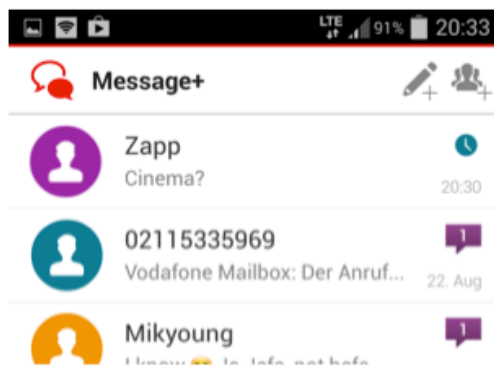 LTE 91% 20:33
Message+
Zapp
Cinema?
20:30
02115335969
1
Vodafone Mailbox: Der Anruf...
22. Aug
Mikyoung
1
I know